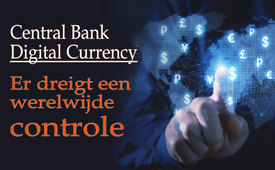 Central Bank
Digital Currency
Er dreigt een
werelwijde
controle